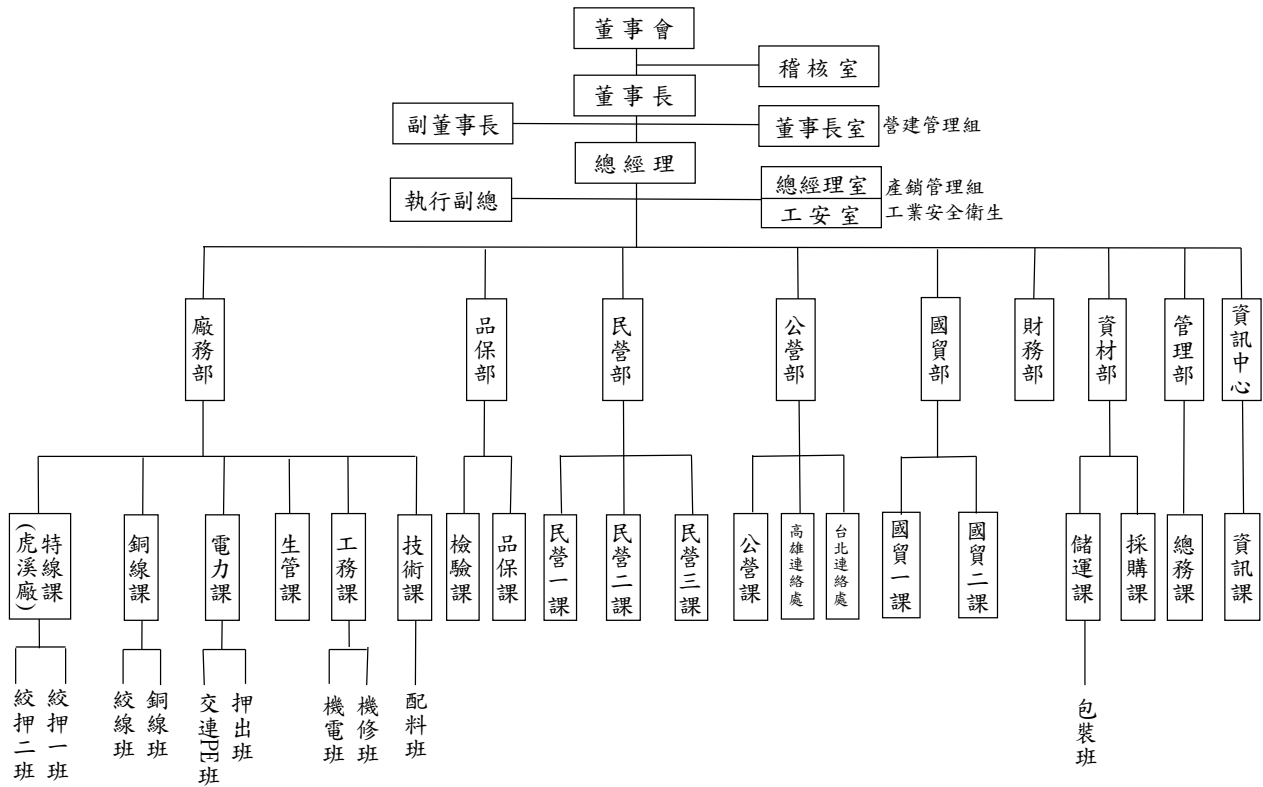 董事會
稽核室
董事長
副董事長
董事長室 營建管理組
總經理
執行副總
總經理室 產銷管理組
工安室 工業安全衛生
廠務部
品保部
民營部
公營部
國貿部
財務部
資材部
管理部
資訊中心
特線課
(虎溪廠)
銅線課
電力課
生管課
工務課
技術課
檢驗課
品保課
民營一課
民營二課
民營三課
公營課
高雄連絡處
台北連絡處
國貿一課
國貿二課
儲運課
採購課
總務課
資訊課
絞押二班
絞押一班
絞線班
銅線班
交連PE班
押出班
機電班
機修班
配料班
包裝班